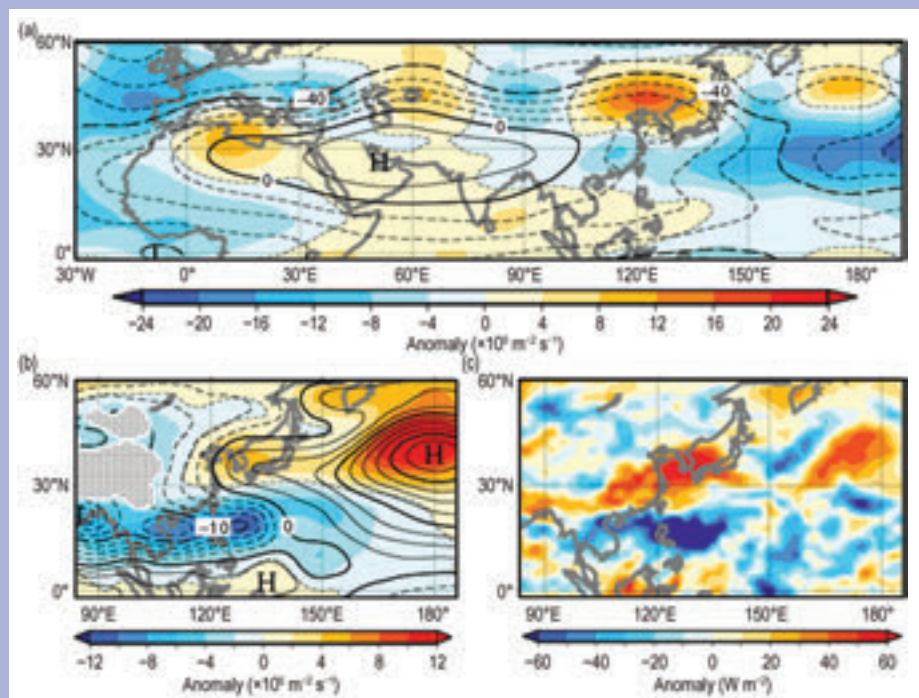 (a)
60°N
30°N
0°
-40
-40
0
0
H
30°W 0° 30°E 60°E 90°E 120°E 150°E 180°
-24 -20 -16 -12 -8 -4 0 4 8 12 16 20 24
Anomaly (×10⁶ m⁻² s⁻¹)
(b) (c)
60°N 60°N
30°N 30°N
0° 0°
H
-10
0
H
90°E 120°E 150°E 180° 90°E 120°E 150°E 180°
-12 -8 -4 0 4 8 12 -60 -40 -20 0 20 40 60
Anomaly (×10⁶ m⁻² s⁻¹) Anomaly (W m⁻²)